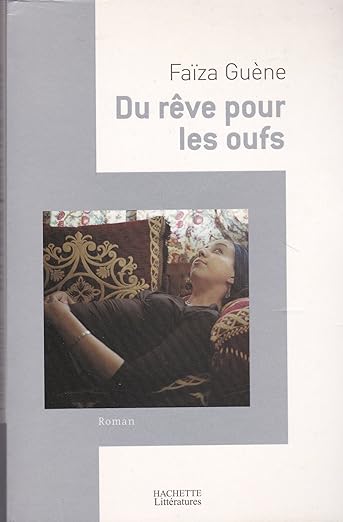 Faïza Guène
Du rêve pour
les oufs
Roman
HACHETTE
Littératures